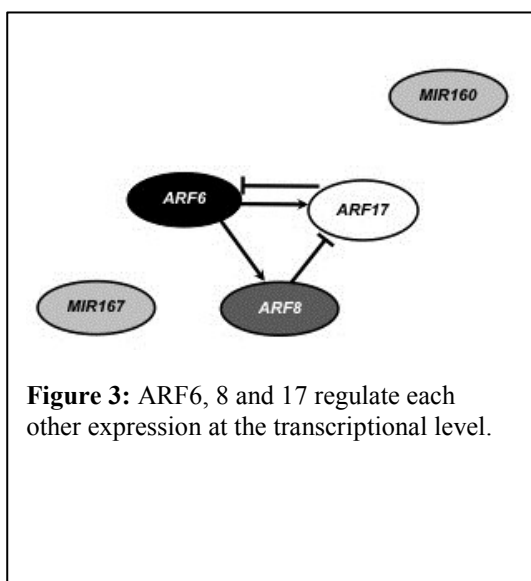 MIR160
ARF6
ARF17
MIR167
ARF8
Figure 3: ARF6, 8 and 17 regulate each
other expression at the transcriptional level.